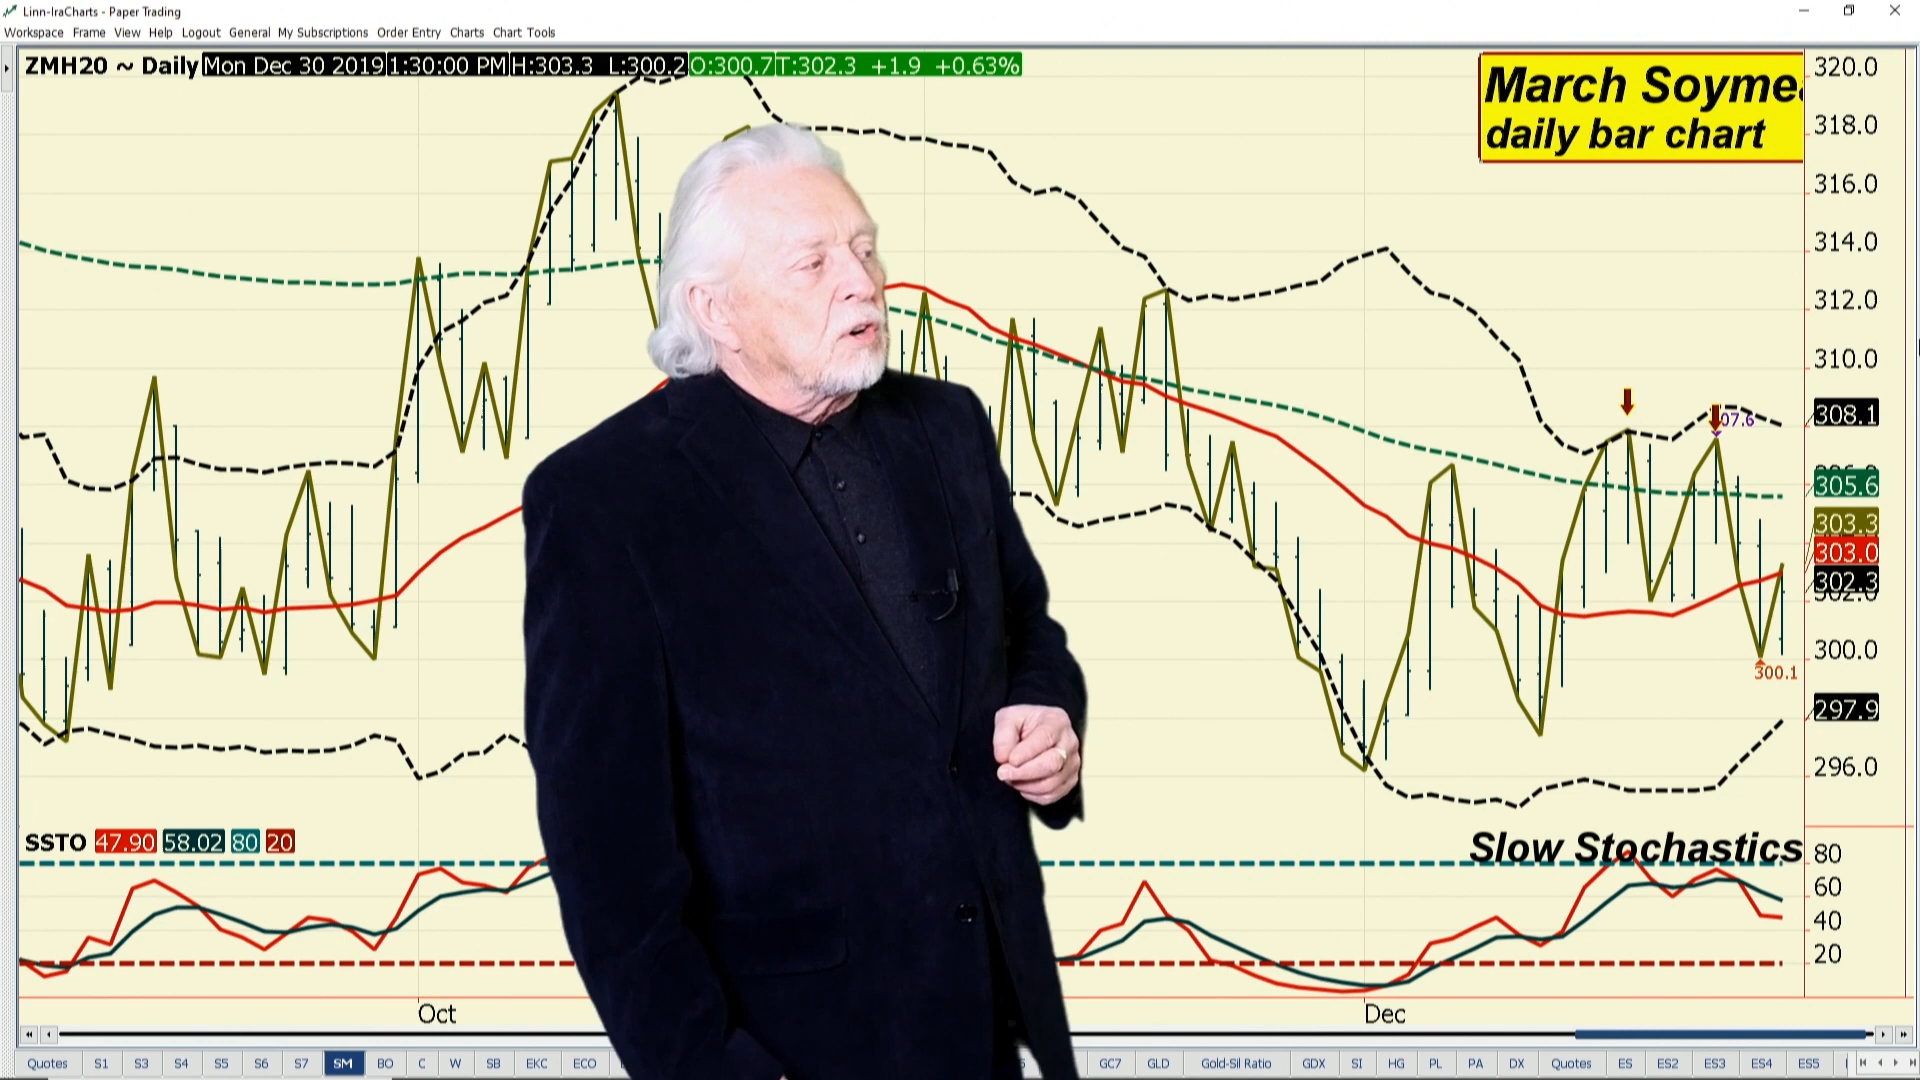 Linn-IraCharts - Paper Trading
Workspace Frame View Help Logout General My Subscriptions Order Entry Charts Chart Tools
ZMH20 ~ Daily Mon Dec 30 2019 1:30:00 PM H:303.3 L:300.2 O:300.7 T:302.3 +1.9 +0.63%
March Soyme
daily bar chart
320.0
318.0
316.0
314.0
312.0
310.0
308.1
07.6
305.6
303.3
303.0
302.3
302.0
300.0
300.1
297.9
296.0
SSTO 47.90 58.02 80 20
Slow Stochastics
80
60
40
20
Oct Dec
Quotes S1 S3 S4 S5 S6 S7 SM BO C W SB EKC ECO GC7 GLD Gold-Sil Ratio GDX SI HG PL PA DX Quotes ES ES2 ES3 ES4 ES5